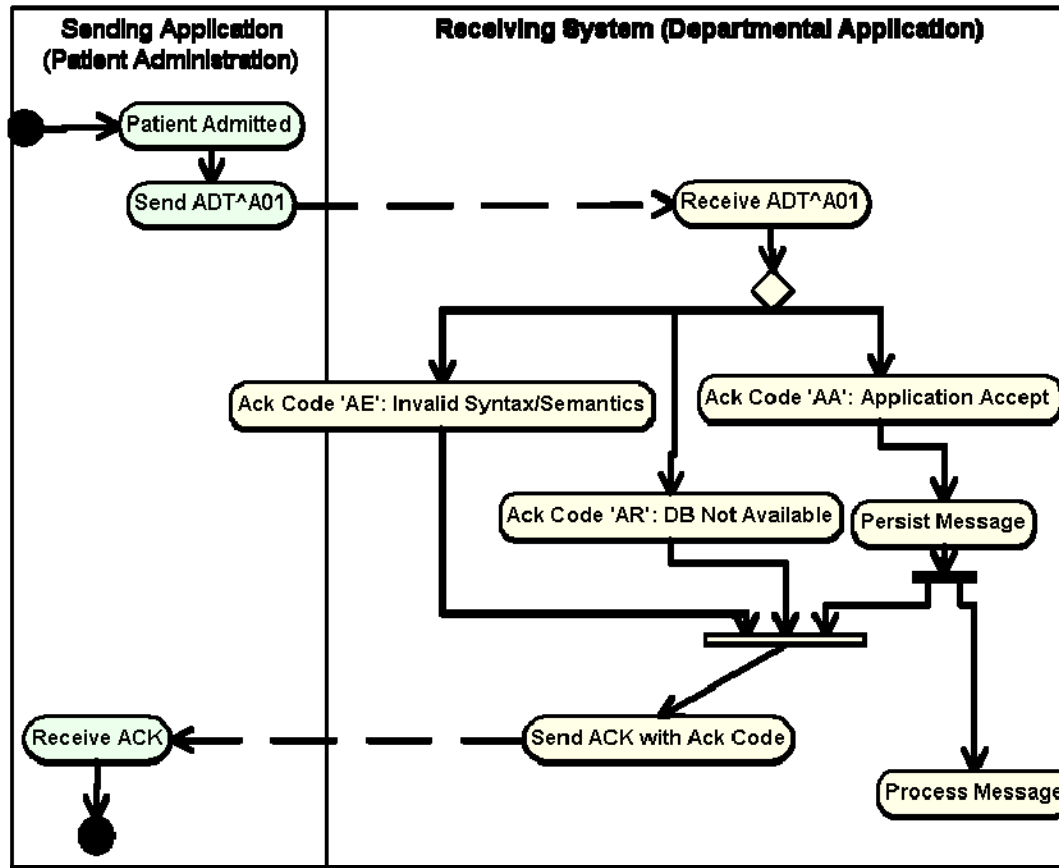 Sending Application
(Patient Administration)
Receiving System (Departmental Application)
Patient Admitted
Send ADT^A01
Receive ADT^A01
Ack Code 'AE': Invalid Syntax/Semantics
Ack Code 'AA': Application Accept
Ack Code 'AR': DB Not Available
Persist Message
Receive ACK
Send ACK with Ack Code
Process Message